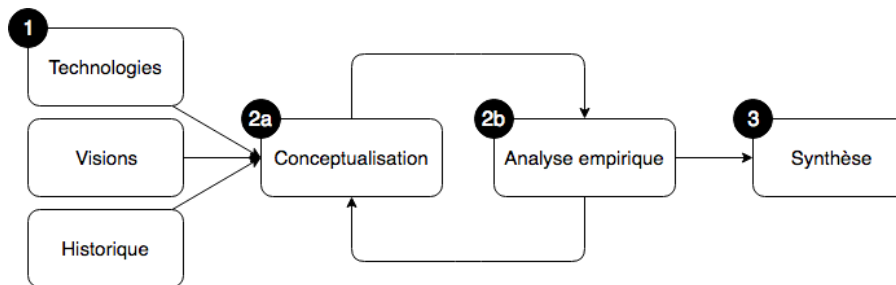 1
Technologies
Visions
Historique
2a
Conceptualisation
2b
Analyse empirique
3
Synthèse